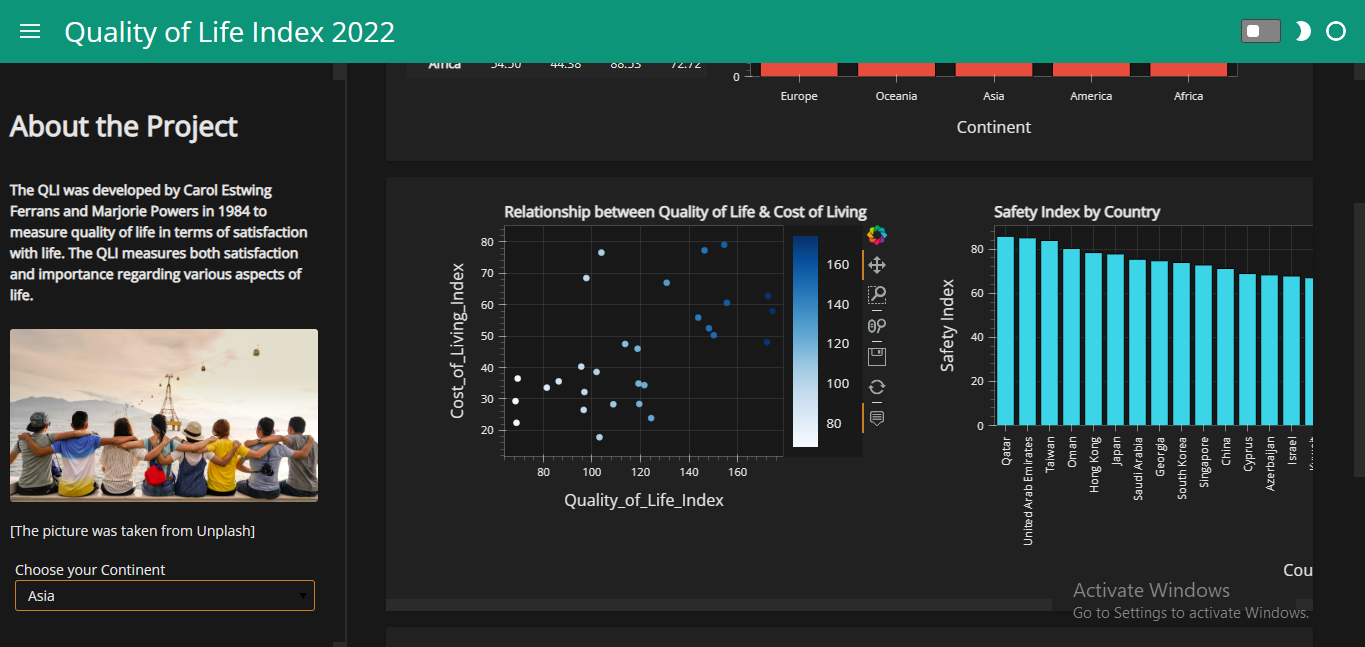 Quality of Life Index 2022
About the Project
The QLI was developed by Carol Estwing
Ferrans and Marjorie Powers in 1984 to
measure quality of life in terms of satisfaction
with life. The QLI measures both satisfaction
and importance regarding various aspects of
life.
[The picture was taken from Unplash]
Choose your Continent
Asia
Africa 54.50 44.38 88.53 72.72
0
Europe Oceania Asia America Africa
Continent
Relationship between Quality of Life & Cost of Living
Cost_of_Living_Index
80
70
60
50
40
30
20
80 100 120 140 160
Quality_of_Life_Index
160
140
120
100
80
Safety Index by Country
Safety Index
80
60
40
20
0
Qatar
United Arab Emirates
Taiwan
Oman
Hong Kong
Japan
Saudi Arabia
Georgia
South Korea
Singapore
China
Cyprus
Azerbaijan
Israel
Cou
Activate Windows
Go to Settings to activate Windows.